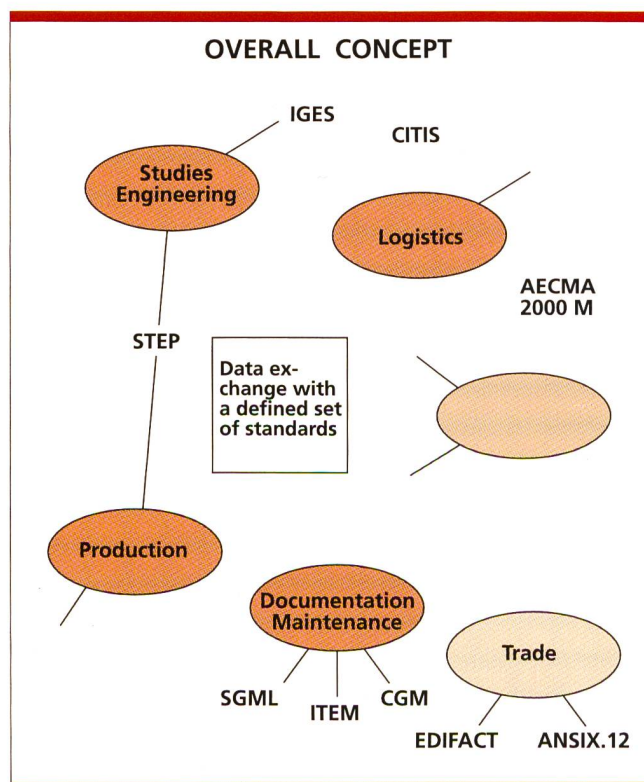 OVERALL CONCEPT
IGES
CITIS
Studies
Engineering
Logistics
AECMA
2000 M
STEP
Data ex-
change with
a defined set
of standards
Production
Documentation
Maintenance
Trade
SGML
ITEM
CGM
EDIFACT
ANSIX.12